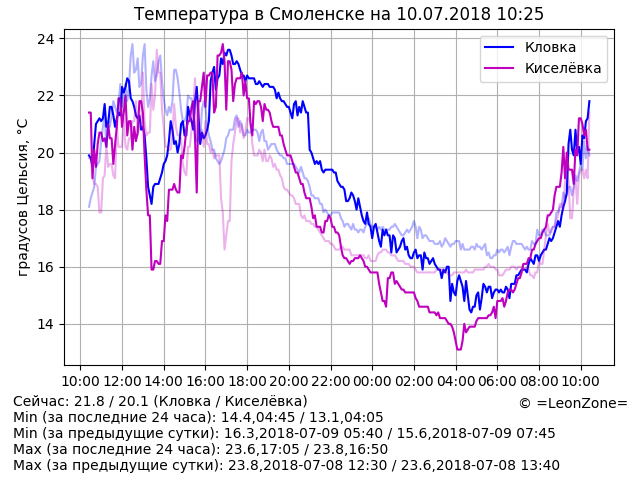 Температура в Смоленске на 10.07.2018 10:25
Кловка
Киселёвка
градусов Цельсия, °C
24
22
20
18
16
14
10:00 12:00 14:00 16:00 18:00 20:00 22:00 00:00 02:00 04:00 06:00 08:00 10:00
Сейчас: 21.8 / 20.1 (Кловка / Киселёвка)
© =LeonZone=
Min (за последние 24 часа): 14.4,04:45 / 13.1,04:05
Min (за предыдущие сутки): 16.3,2018-07-09 05:40 / 15.6,2018-07-09 07:45
Max (за последние 24 часа): 23.6,17:05 / 23.8,16:50
Max (за предыдущие сутки): 23.8,2018-07-08 12:30 / 23.6,2018-07-08 13:40